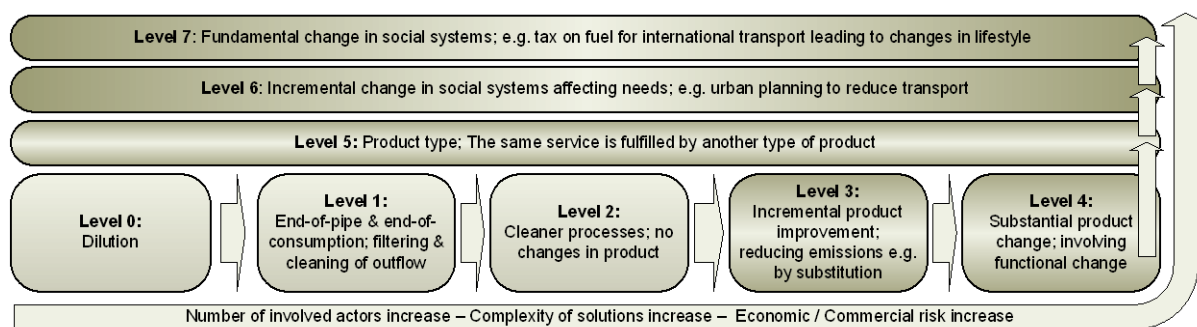 Level 7: Fundamental change in social systems; e.g. tax on fuel for international transport leading to changes in lifestyle
Level 6: Incremental change in social systems affecting needs; e.g. urban planning to reduce transport
Level 5: Product type; The same service is fulfilled by another type of product
Level 0:
Dilution
Level 1:
End-of-pipe & end-of-
consumption; filtering &
cleaning of outflow
Level 2:
Cleaner processes; no
changes in product
Level 3:
Incremental product
improvement;
reducing emissions e.g.
by substitution
Level 4:
Substantial product
change; involving
functional change
Number of involved actors increase – Complexity of solutions increase – Economic / Commercial risk increase